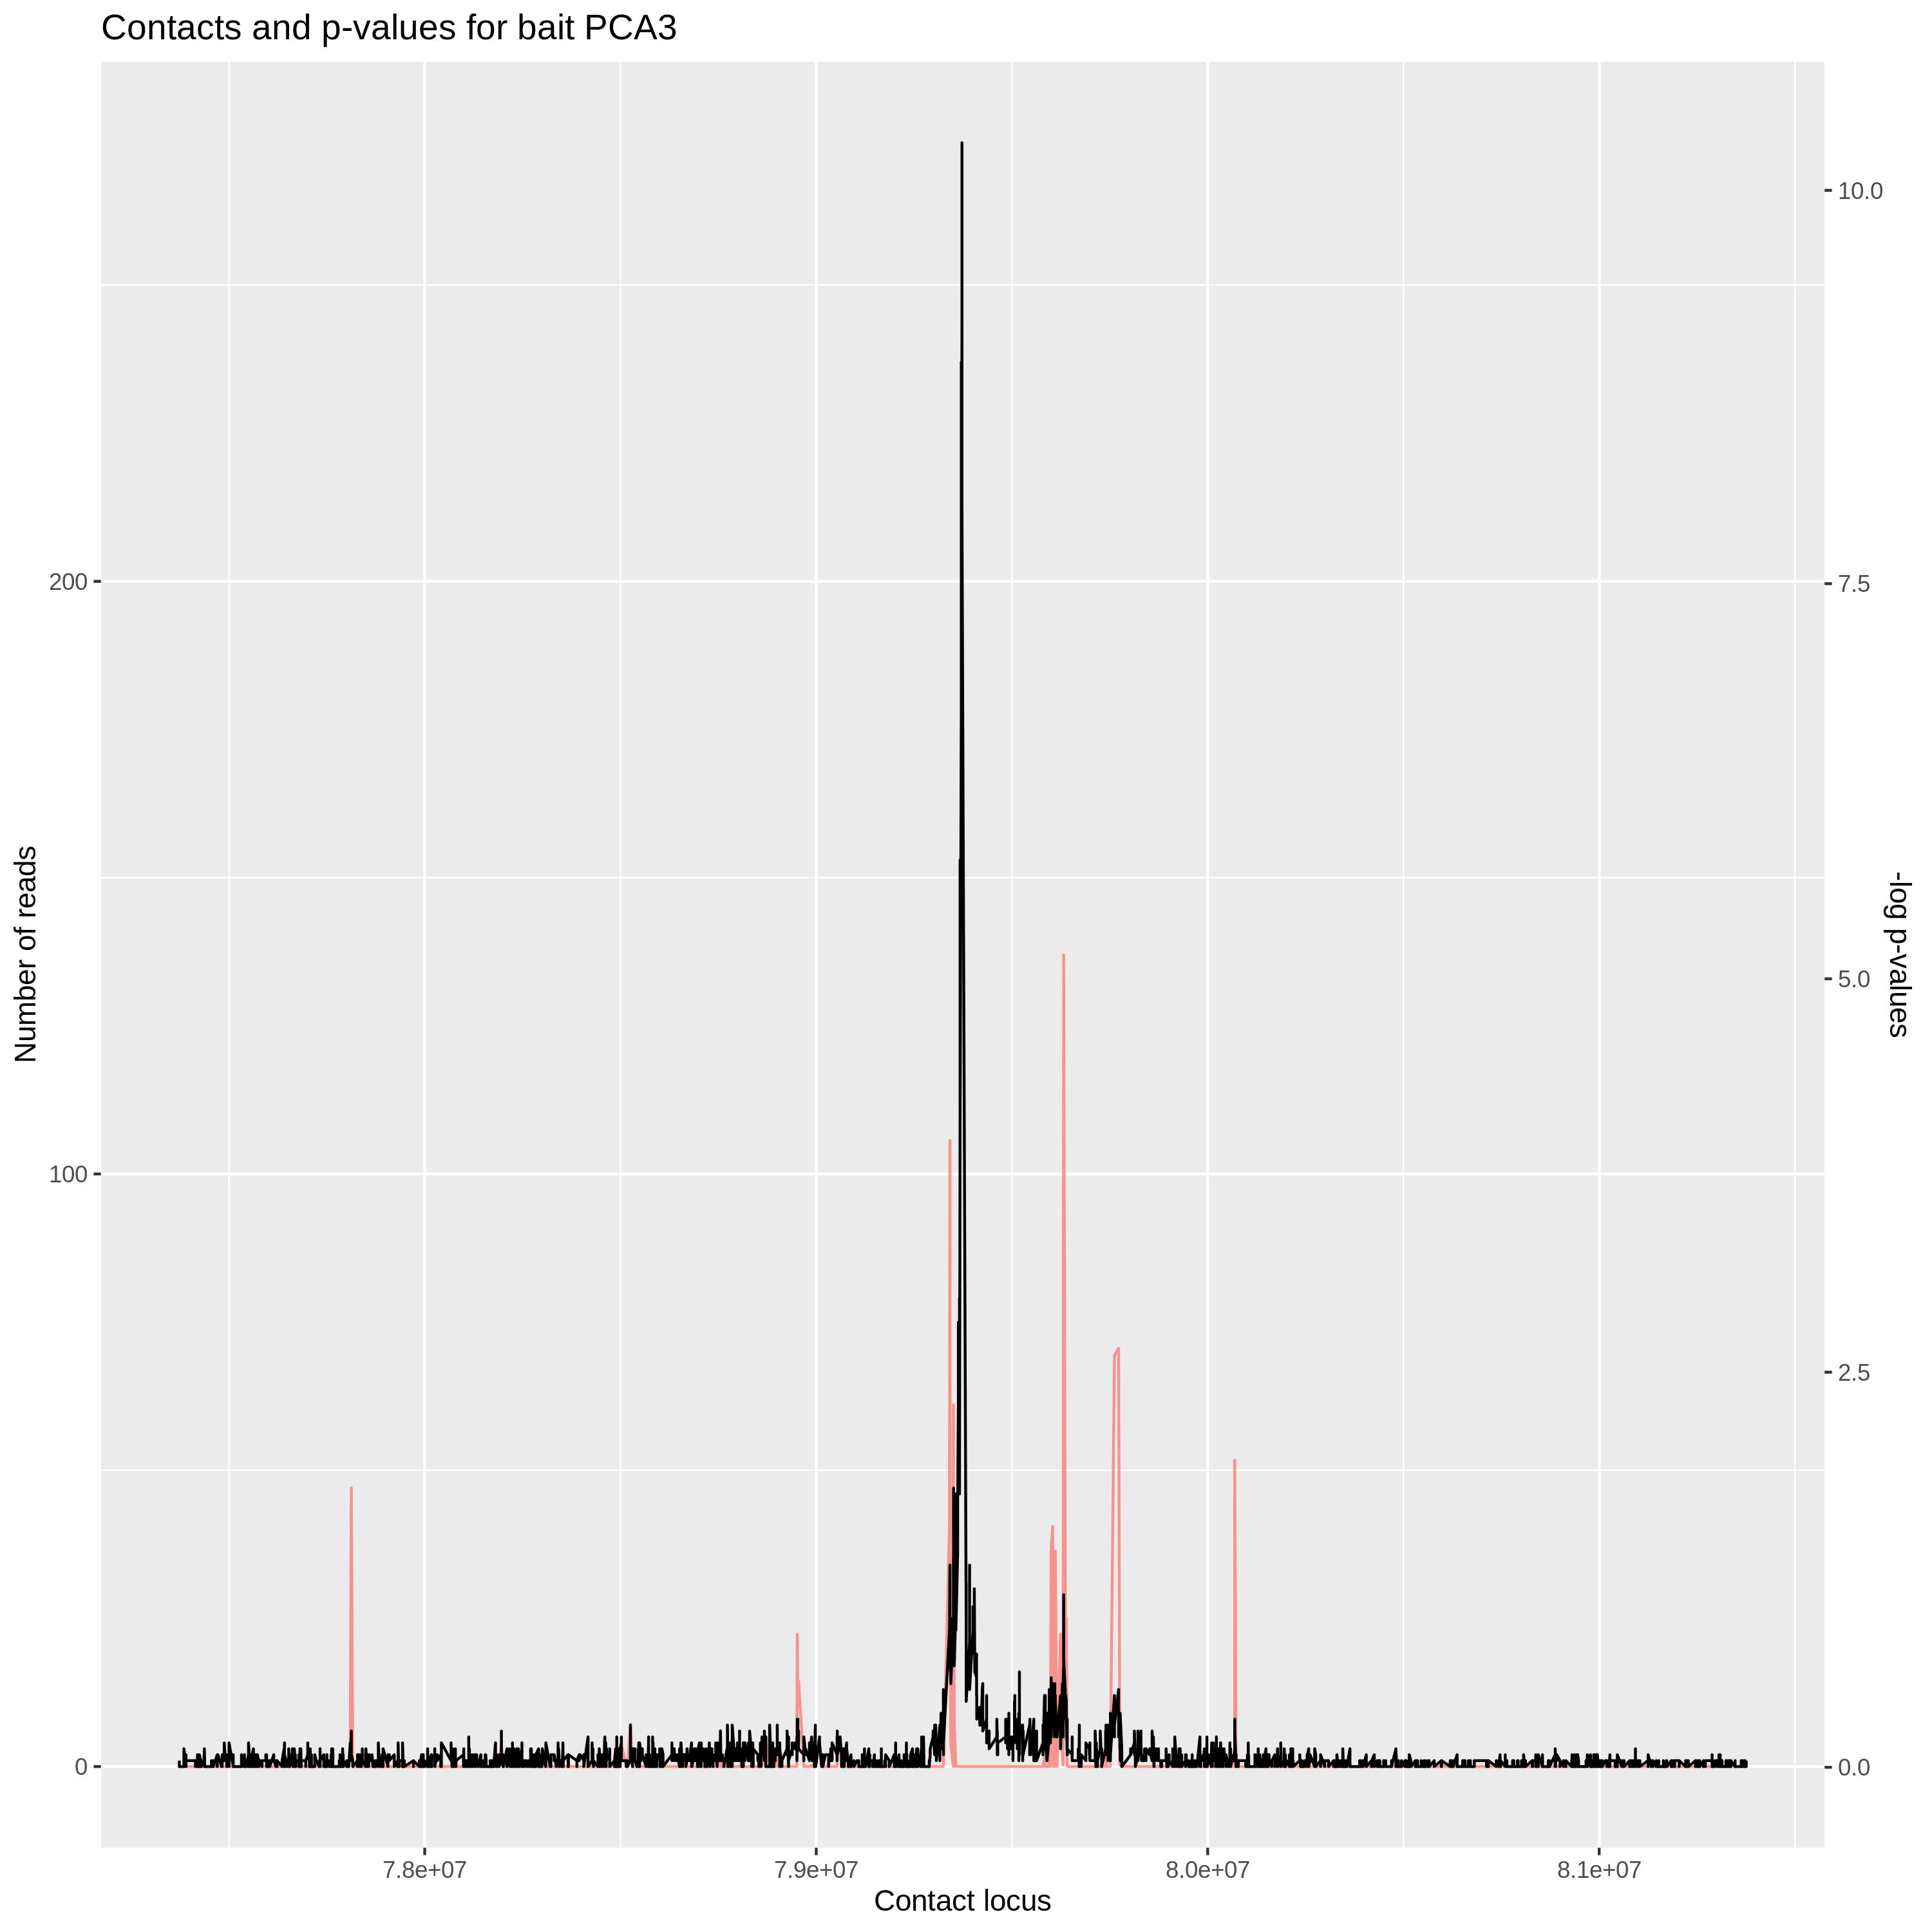 Contacts and p-values for bait PCA3
10.0
200
7.5
Number of reads
-log p-values
5.0
100
2.5
0
0.0
7.8e+07
7.9e+07
8.0e+07
8.1e+07
Contact locus